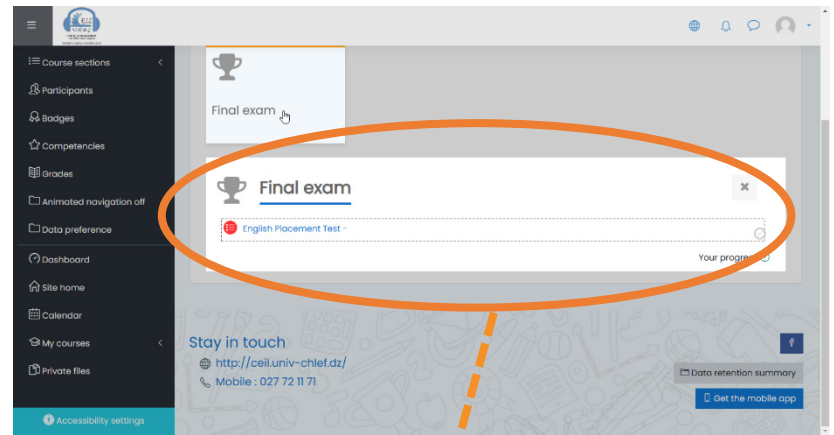 CEIL
Course sections
Participants
Badges
Competencies
Grades
Animated navigation off
Data preference
Dashboard
Site home
Calendar
My courses
Private files
Accessibility settings
Final exam
Final exam
English Placement Test -
Your progress
Stay in touch
http://ceil.univ-chlef.dz/
Mobile : 027 72 11 71
Data retention summary
Get the mobile app